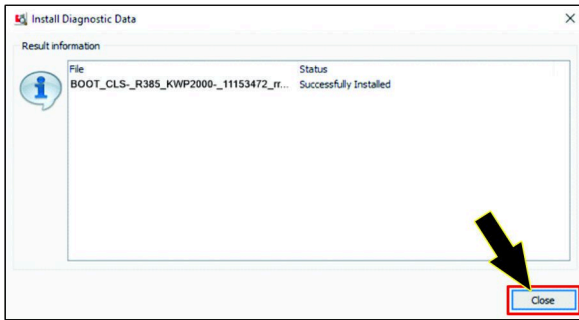 Install Diagnostic Data
Result information
File Status
BOOT_CLS-_R385_KWP2000-_11153472_rr... Successfully Installed
Close